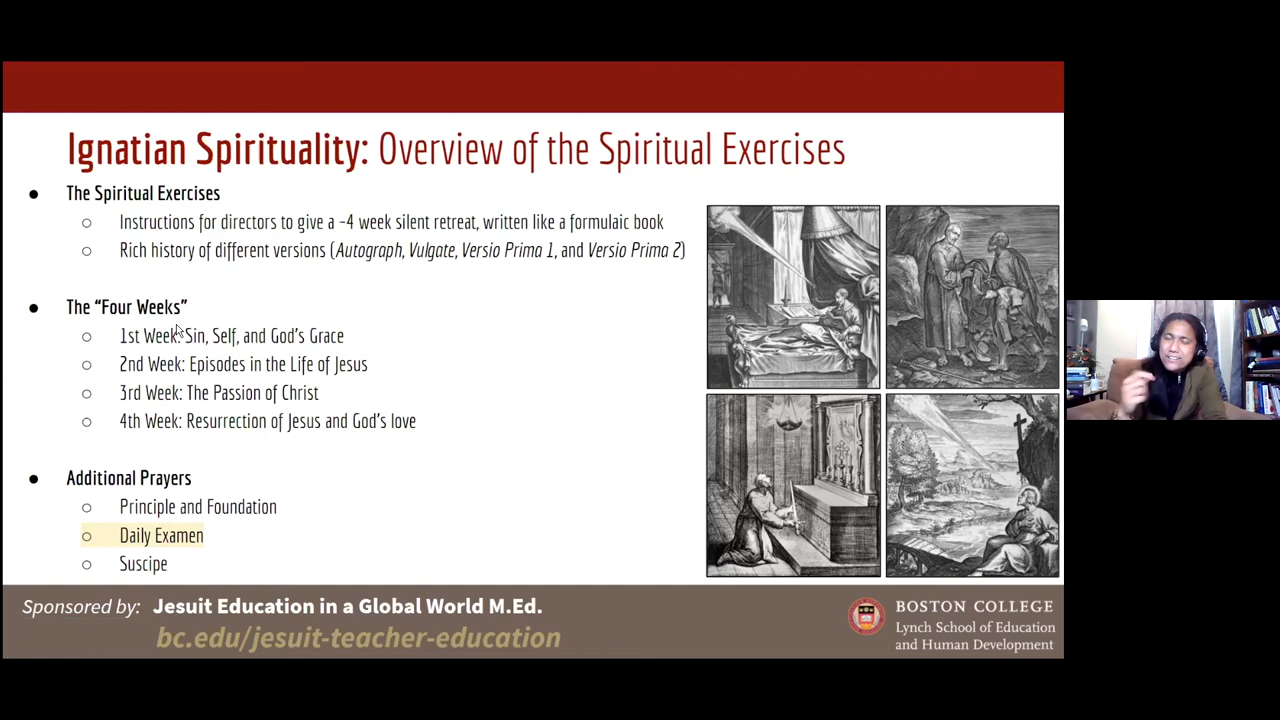 Ignatian Spirituality: Overview of the Spiritual Exercises
● The Spiritual Exercises
○ Instructions for directors to give a ~4 week silent retreat, written like a formulaic book
○ Rich history of different versions (Autograph, Vulgate, Versio Prima 1, and Versio Prima 2)
● The “Four Weeks”
○ 1st Week: Sin, Self, and God's Grace
○ 2nd Week: Episodes in the Life of Jesus
○ 3rd Week: The Passion of Christ
○ 4th Week: Resurrection of Jesus and God's love
● Additional Prayers
○ Principle and Foundation
○ Daily Examen
○ Suscipe
Sponsored by: Jesuit Education in a Global World M.Ed.
bc.edu/jesuit-teacher-education
BOSTON COLLEGE
Lynch School of Education
and Human Development